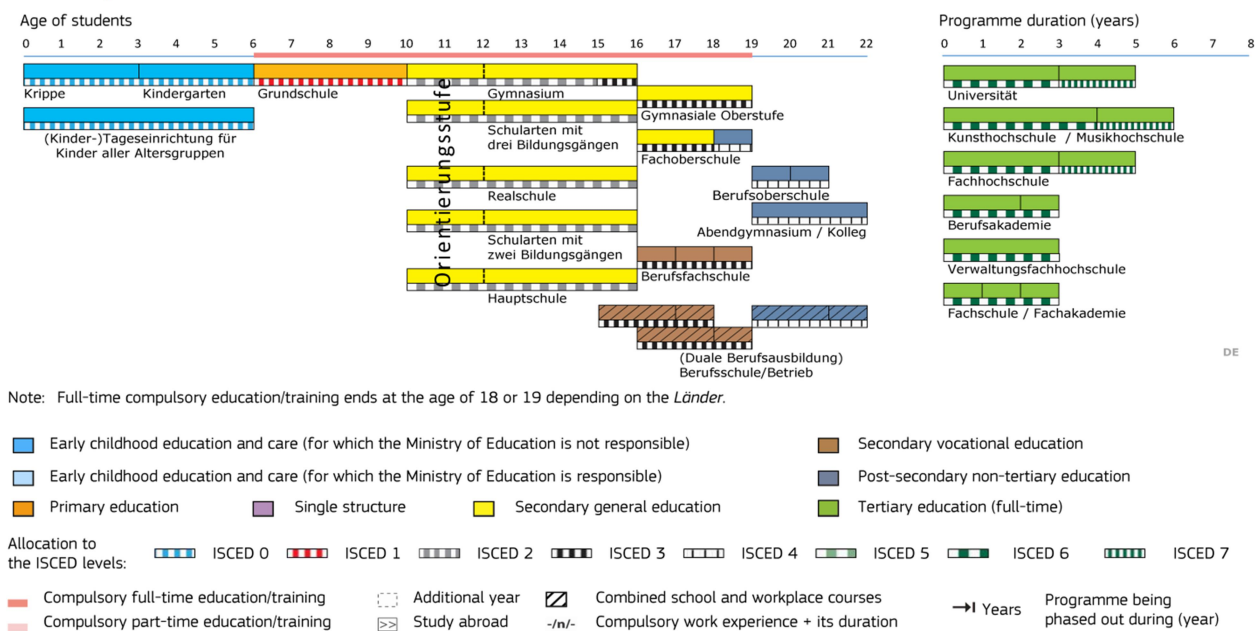 Age of students
Programme duration (years)
0 1 2 3 4 5 6 7 8 9 10 11 12 13 14 15 16 17 18 19 20 21 22
0 1 2 3 4 5 6 7 8
Krippe
Kindergarten
Grundschule
Gymnasium
Gymnasiale Oberstufe
(Kinder-)Tageseinrichtung für
Kinder aller Altersgruppen
Orientierungsstufe
Schularten mit
drei Bildungsgängen
Fachoberschule
Realschule
Berufsoberschule
Abendgymnasium / Kolleg
Schularten mit
zwei Bildungsgängen
Berufsfachschule
Hauptschule
(Duale Berufsausbildung)
Berufsschule/Betrieb
Universität
Kunsthochschule / Musikhochschule
Fachhochschule
Berufsakademie
Verwaltungsfachhochschule
Fachschule / Fachakademie
DE
Note: Full-time compulsory education/training ends at the age of 18 or 19 depending on the Länder.
Early childhood education and care (for which the Ministry of Education is not responsible)
Secondary vocational education
Early childhood education and care (for which the Ministry of Education is responsible)
Post-secondary non-tertiary education
Primary education
Single structure
Secondary general education
Tertiary education (full-time)
Allocation to
the ISCED levels:
ISCED 0
ISCED 1
ISCED 2
ISCED 3
ISCED 4
ISCED 5
ISCED 6
ISCED 7
Compulsory full-time education/training
Additional year
Combined school and workplace courses
Years
Programme being
phased out during (year)
Compulsory part-time education/training
>> Study abroad
-/n/- Compulsory work experience + its duration